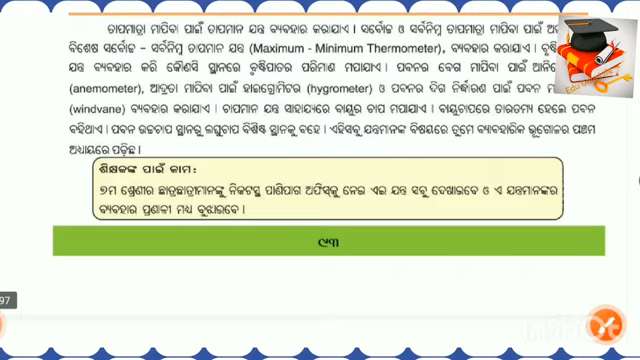 ତାପମାତ୍ରା ମାପିବା ପାଇଁ ତାପମାନ ଯନ୍ତ୍ର ବ୍ୟବହାର କରାଯାଏ। ସର୍ବୋଚ୍ଚ ଓ ସର୍ବନିମ୍ନ ତାପମାତ୍ରା ମାପିବା ପାଇଁ
ବିଶେଷ ସର୍ବୋଚ୍ଚ – ସର୍ବନିମ୍ନ ତାପମାନ ଯନ୍ତ୍ର (Maximum - Minimum Thermometer), ବ୍ୟବହାର କରାଯାଏ।
ଯନ୍ତ୍ର ବ୍ୟବହାର କରି କୌଣସି ସ୍ଥାନରେ ବୃଷ୍ଟିପାତର ପରିମାଣ ମପାଯାଏ। ପବନର ବେଗ ମାପିବା ପାଇଁ
(anemometer), ଆଦ୍ରତା ମାପିବା ପାଇଁ ହାଇଗ୍ରୋମିଟର (hygrometer) ଓ ପବନର ଦିଗ ନିର୍ଦ୍ଧାରଣ ପାଇଁ ପବନ
(windvane) ବ୍ୟବହାର କରାଯାଏ। ତାପମାନ ଯନ୍ତ୍ର ସାହାଯ୍ୟରେ ବାୟୁର ଚାପ ମପାଯାଏ। ବାୟୁଚାପରେ ତାରତମ୍ୟ ହେଲେ ପବନ
ବହିଥାଏ। ପବନ ଉଚ୍ଚଚାପ ସ୍ଥାନରୁ ଲଘୁଚାପ ବିଶିଷ୍ଟ ସ୍ଥାନକୁ ବହେ। ଏହିସବୁ ଯନ୍ତ୍ରମାନଙ୍କ ବିଷୟରେ ତୁମେ ବ୍ୟାବହାରିକ ଭୂଗୋଳର ପଞ୍ଚମ
ଅଧ୍ୟାୟରେ ପଢ଼ିଛ।
ଶିକ୍ଷକଙ୍କ ପାଇଁ କାମ:
୭ମ ଶ୍ରେଣୀର ଛାତ୍ରଛାତ୍ରୀମାନଙ୍କୁ ନିକଟସ୍ଥ ପାଣିପାଗ ଅଫିସକୁ ନେଇ ଏଇ ଯନ୍ତ୍ର ସବୁ ଦେଖାଇବେ ଓ ଏ ଯନ୍ତ୍ରମାନଙ୍କର
ବ୍ୟବହାର ପ୍ରଣାଳୀ ମଧ୍ୟ ବୁଝାଇବେ।
୯୩
97